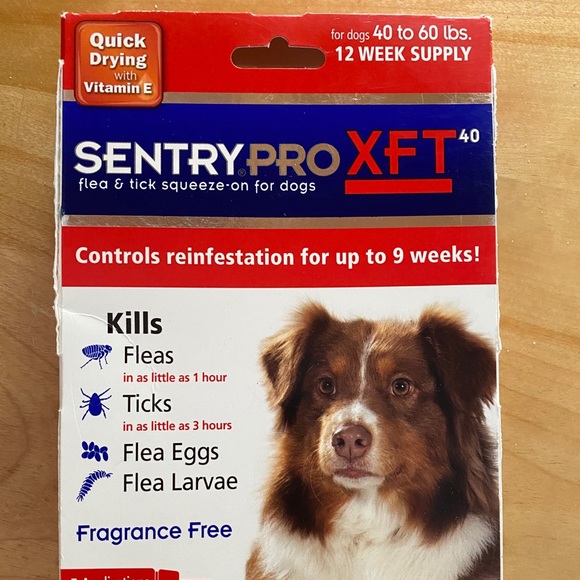 Quick
Drying
with
Vitamin E
for dogs 40 to 60 lbs.
12 WEEK SUPPLY
SENTRY®PRO XFT 40
flea & tick squeeze-on for dogs
Controls reinfestation for up to 9 weeks!
Kills
Fleas
in as little as 1 hour
Ticks
in as little as 3 hours
Flea Eggs
Flea Larvae
Fragrance Free